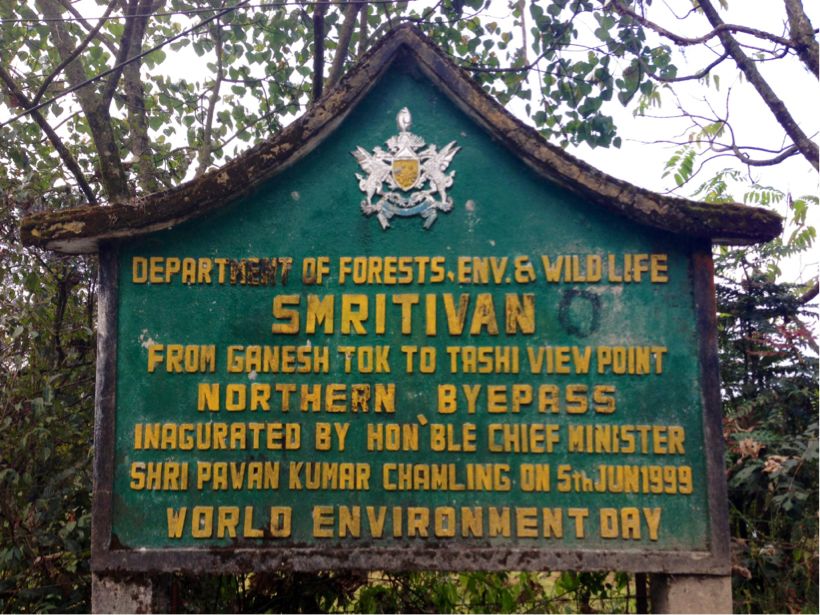 DEPARTMENT OF FORESTS, ENV. & WILD LIFE
SMRITIVAN
FROM GANESH TOK TO TASHI VIEW POINT
NORTHERN BYEPASS
INAGURATED BY HON'BLE CHIEF MINISTER
SHRI PAVAN KUMAR CHAMLING ON 5th JUN 1999
WORLD ENVIRONMENT DAY